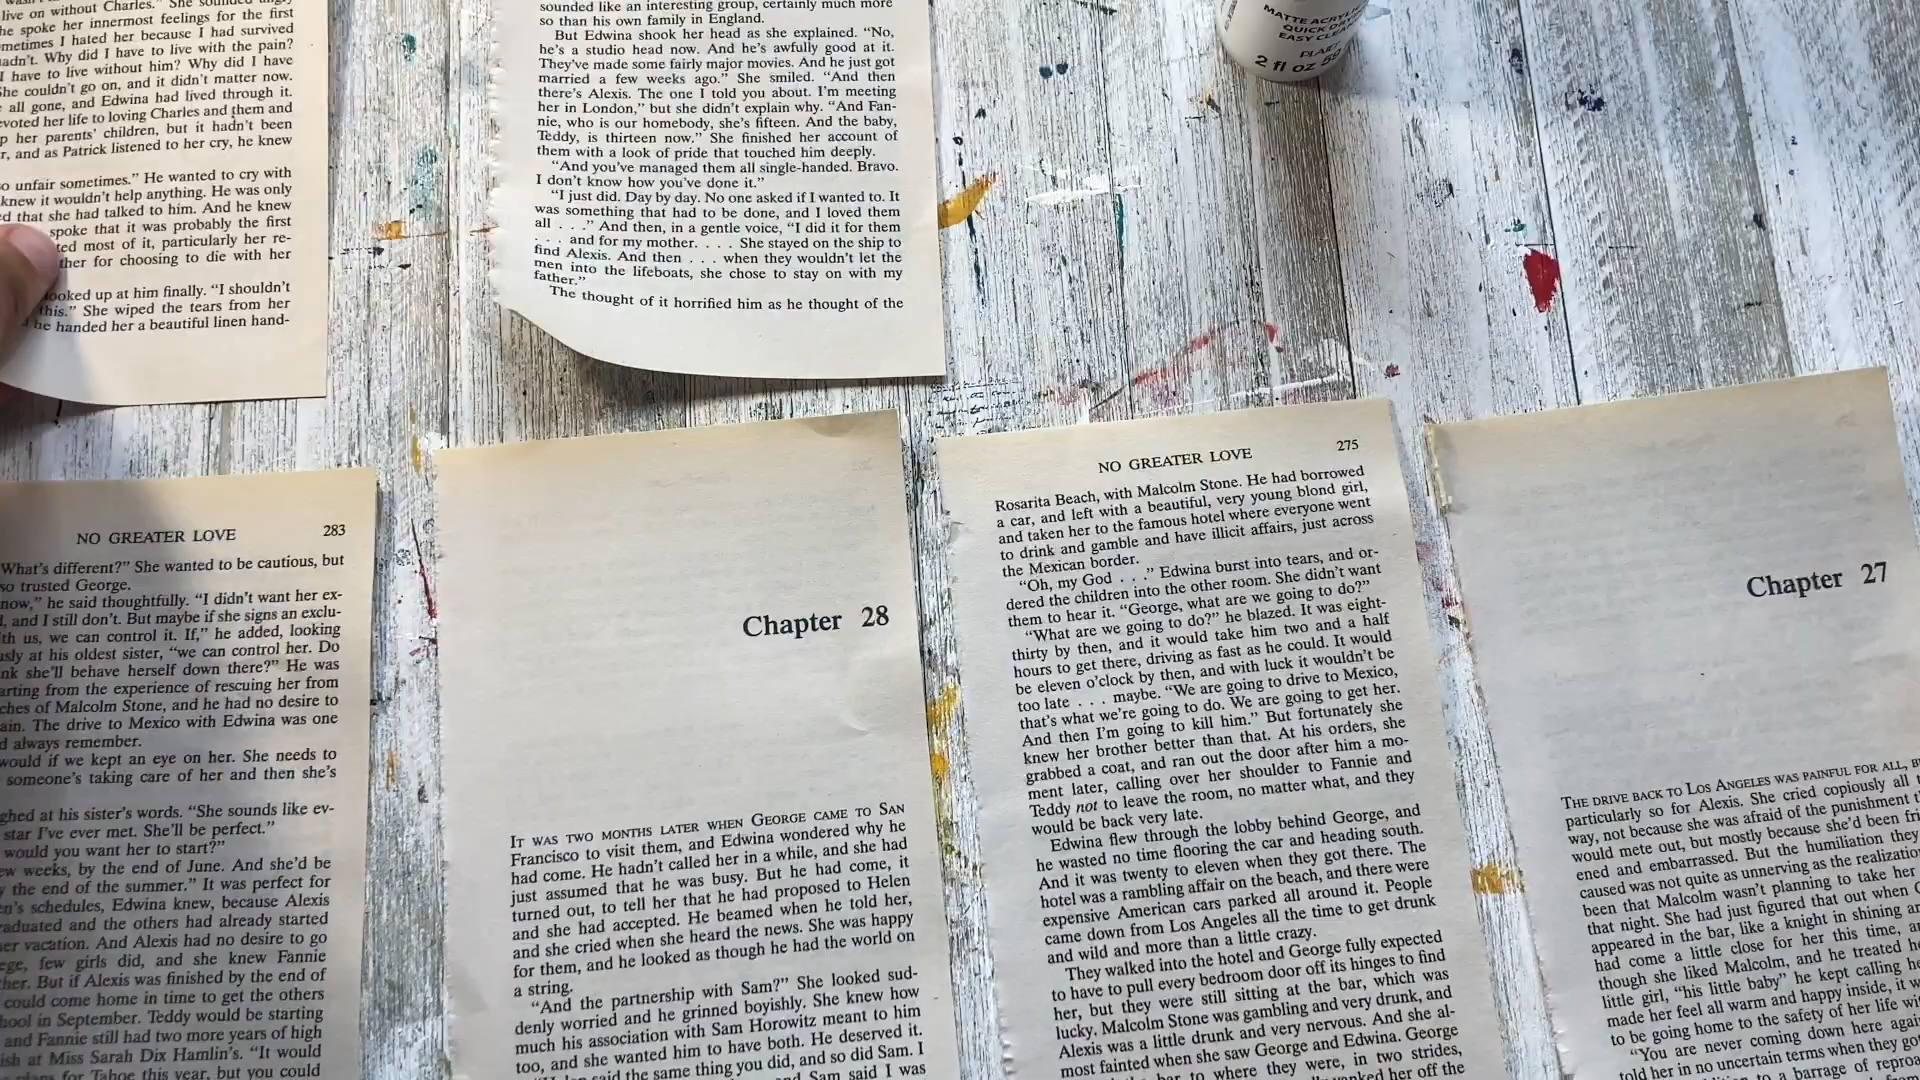 live on without Charles." She sounded angry
he spoke her innermost feelings for the first
metimes I hated her because I had survived
adn't. Why did I have to live with the pain?
I have to live without him? Why did I have
he couldn't go on, and it didn't matter now.
all gone, and Edwina had lived through it.
evoted her life to loving Charles and them and
p her parents' children, but it hadn't been
r, and as Patrick listened to her cry, he knew
o unfair sometimes." He wanted to cry with
knew it wouldn't help anything. He was only
d that she had talked to him. And he knew
spoke that it was probably the first
ted most of it, particularly her re-
ther for choosing to die with her
ooked up at him finally. "I shouldn't
this." She wiped the tears from her
he handed her a beautiful linen hand-
sounded like an interesting group, certainly much more
so than his own family in England.
But Edwina shook her head as she explained. "No,
he's a studio head now. And he's awfully good at it.
They've made some fairly major movies. And he just got
married a few weeks ago." She smiled. "And then
there's Alexis. The one I told you about. I'm meeting
her in London," but she didn't explain why. "And Fan-
nie, who is our homebody, she's fifteen. And the baby,
Teddy, is thirteen now." She finished her account of
them with a look of pride that touched him deeply.
"And you've managed them all single-handed. Bravo.
I don't know how you've done it."
"I just did. Day by day. No one asked if I wanted to. It
was something that had to be done, and I loved them
all . . ." And then, in a gentle voice, "I did it for them
. . . and for my mother. . . . She stayed on the ship to
find Alexis. And then . . . when they wouldn't let the
men into the lifeboats, she chose to stay on with my
father."
The thought of it horrified him as he thought of the
MATTE ACRYLIC
QUICK DRY
EASY CLEAN
PLAID
2 fl oz 59
NO GREATER LOVE 283
What's different?" She wanted to be cautious, but
so trusted George.
now," he said thoughtfully. "I didn't want her ex-
, and I still don't. But maybe if she signs an exclu-
th us, we can control it. If," he added, looking
usly at his oldest sister, "we can control her. Do
nk she'll behave herself down there?" He was
arting from the experience of rescuing her from
ches of Malcolm Stone, and he had no desire to
ain. The drive to Mexico with Edwina was one
d always remember.
would if we kept an eye on her. She needs to
someone's taking care of her and then she's
ghed at his sister's words. "She sounds like ev-
star I've ever met. She'll be perfect."
would you want her to start?"
ew weeks, by the end of June. And she'd be
y the end of the summer." It was perfect for
en's schedules, Edwina knew, because Alexis
raduated and the others had already started
er vacation. And Alexis had no desire to go
ege, few girls did, and she knew Fannie
her. But if Alexis was finished by the end of
could come home in time to get the others
hool in September. Teddy would be starting
and Fannie still had two more years of high
ish at Miss Sarah Dix Hamlin's. "It would
plans for Tahoe this year, but you could
Chapter 28
IT WAS TWO MONTHS LATER WHEN GEORGE CAME TO SAN
Francisco to visit them, and Edwina wondered why he
had come. He hadn't called her in a while, and she had
just assumed that he was busy. But he had come, it
turned out, to tell her that he had proposed to Helen
and she had accepted. He beamed when he told her,
and she cried when she heard the news. She was happy
for them, and he looked as though he had the world on
a string.
"And the partnership with Sam?" She looked sud-
denly worried and he grinned boyishly. She knew how
much his association with Sam Horowitz meant to him
too, and she wanted him to have both. He deserved it.
said the same thing you did, and so did Sam. I
Sam said I was
NO GREATER LOVE 275
Rosarita Beach, with Malcolm Stone. He had borrowed
a car, and left with a beautiful, very young blond girl,
and taken her to the famous hotel where everyone went
to drink and gamble and have illicit affairs, just across
the Mexican border.
"Oh, my God . . ." Edwina burst into tears, and or-
dered the children into the other room. She didn't want
them to hear it. "George, what are we going to do?"
"What are we going to do?" he blazed. It was eight-
thirty by then, and it would take him two and a half
hours to get there, driving as fast as he could. It would
be eleven o'clock by then, and with luck it wouldn't be
too late . . . maybe. "We are going to drive to Mexico,
that's what we're going to do. We are going to get her.
And then I'm going to kill him." But fortunately she
knew her brother better than that. At his orders, she
grabbed a coat, and ran out the door after him a mo-
ment later, calling over her shoulder to Fannie and
Teddy not to leave the room, no matter what, and they
would be back very late.
Edwina flew through the lobby behind George, and
he wasted no time flooring the car and heading south.
And it was twenty to eleven when they got there. The
hotel was a rambling affair on the beach, and there were
expensive American cars parked all around it. People
came down from Los Angeles all the time to get drunk
and wild and more than a little crazy.
They walked into the hotel and George fully expected
to have to pull every bedroom door off its hinges to find
her, but they were still sitting at the bar, which was
lucky. Malcolm Stone was gambling and very drunk, and
Alexis was a little drunk and very nervous. And she al-
most fainted when she saw George and Edwina. George
bar to where they were, in two strides,
her off the
Chapter 27
THE DRIVE BACK TO LOS ANGELES WAS PAINFUL FOR ALL, B
particularly so for Alexis. She cried copiously all t
way, not because she was afraid of the punishment t
would mete out, but mostly because she'd been fri
ened and embarrassed. But the humiliation they
caused was not quite as unnerving as the realizatio
been that Malcolm wasn't planning to take her
that night. She had just figured that out when G
appeared in the bar, like a knight in shining ar
had come a little close for her this time, an
though she liked Malcolm, and he treated he
little girl, "his little baby" he kept calling he
made her feel all warm and happy inside, it w
to be going home to the safety of her life wi
"You are never coming down here again
told her in no uncertain terms when they go
to a barrage of reproa